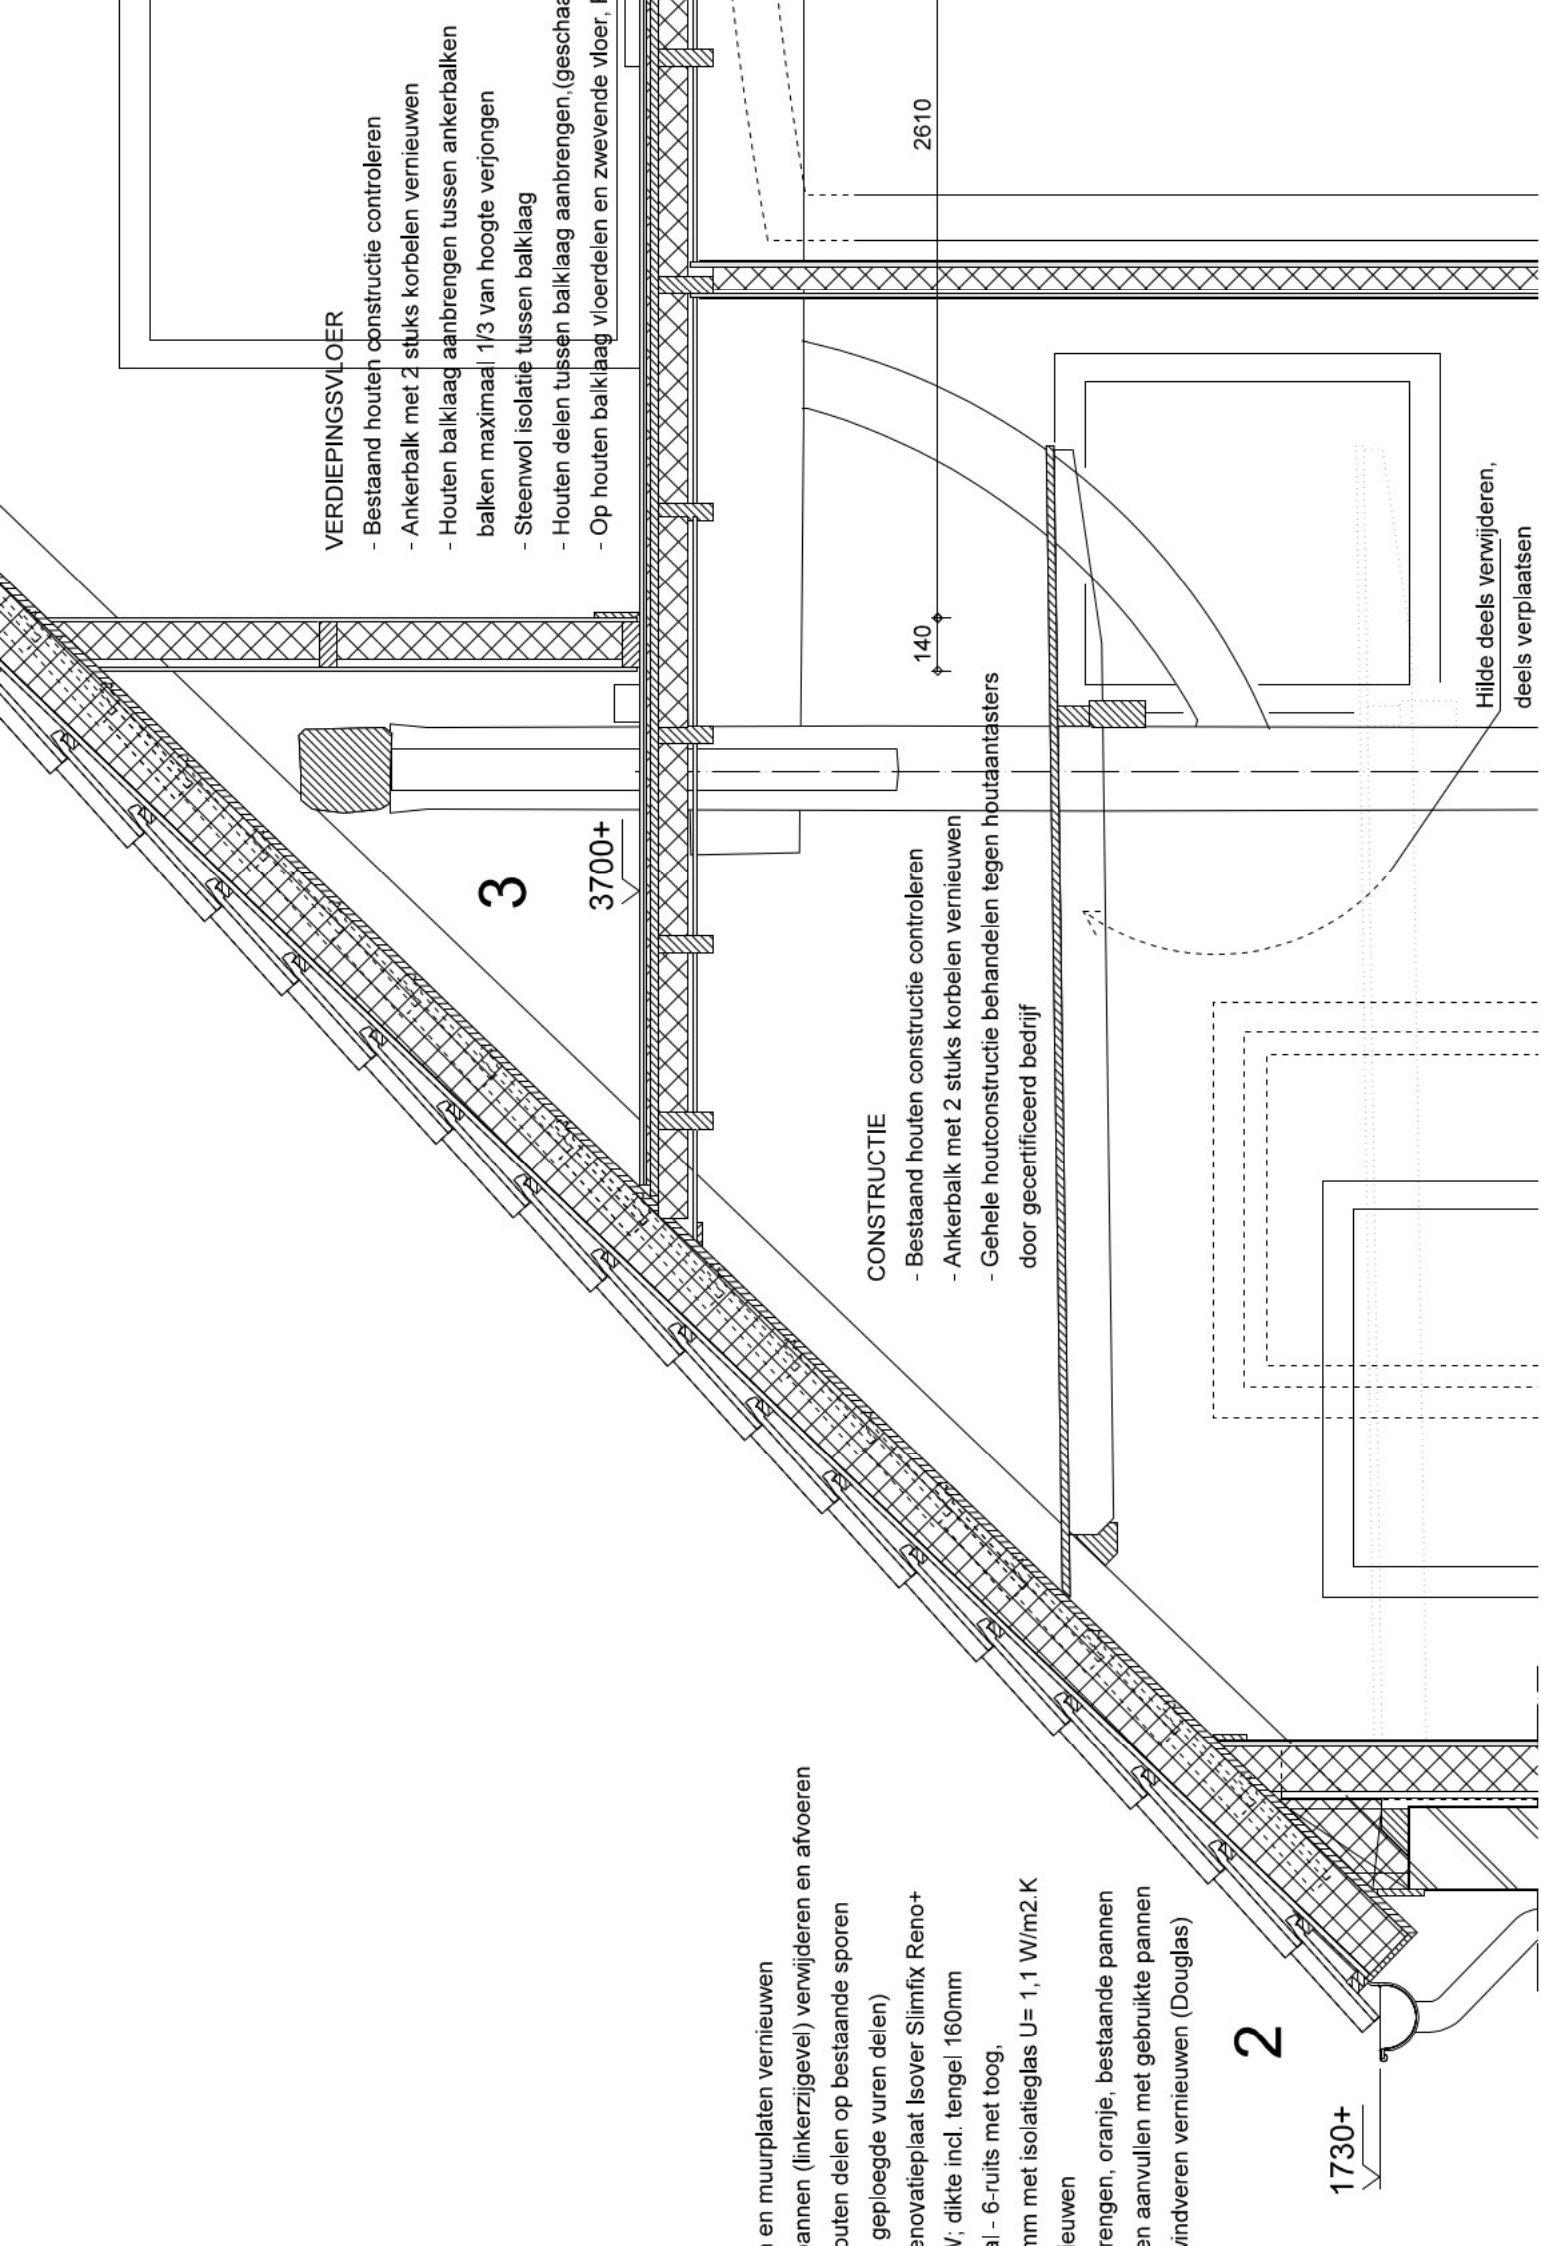 VERDIEPINGSVLOER
- Bestaand houten constructie controleren
- Ankerbalk met 2 stuks korbelen vernieuwen
- Houten balklaag aanbrengen tussen ankerbalken
balken maximaal 1/3 van hoogte verjongen
- Steenwol isolatie tussen balklaag
- Houten delen tussen balklaag aanbrengen,(geschaa
- Op houten balklaag vloerdelen en zwevende vloer,
3
3700+
2610
140
CONSTRUCTIE
- Bestaand houten constructie controleren
- Ankerbalk met 2 stuks korbelen vernieuwen
- Gehele houtconstructie behandelen tegen houtaantasters
door gecertificeerd bedrijf
Hilde deels verwijderen,
deels verplaatsen
en muurplaten vernieuwen
pannen (linkerzijgevel) verwijderen en afvoeren
outen delen op bestaande sporen
geploegde vuren delen)
enovatieplaat Isover Slimfix Reno+
; dikte incl. tengel 160mm
al - 6-ruits met toog,
mm met isolatieglas U= 1,1 W/m2.K
ieuwen
rengen, oranje, bestaande pannen
en aanvullen met gebruikte pannen
vindveren vernieuwen (Douglas)
2
1730+